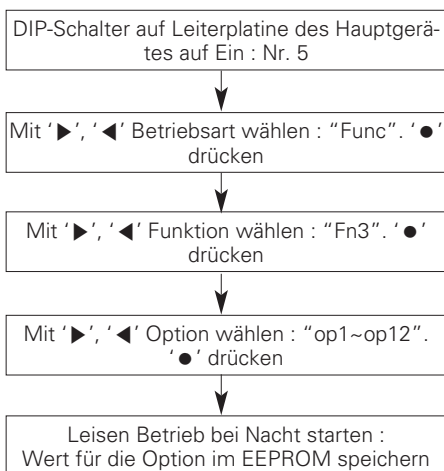 DIP-Schalter auf Leiterplatine des Hauptgerä-
tes auf Ein : Nr. 5
Mit ‘▶’, ‘◀’ Betriebsart wählen : “Func”. ‘●’
drücken
Mit ‘▶’, ‘◀’ Funktion wählen : “Fn3”. ‘●’
drücken
Mit ‘▶’, ‘◀’ Option wählen : “op1~op12”.
‘●’ drücken
Leisen Betrieb bei Nacht starten :
Wert für die Option im EEPROM speichern